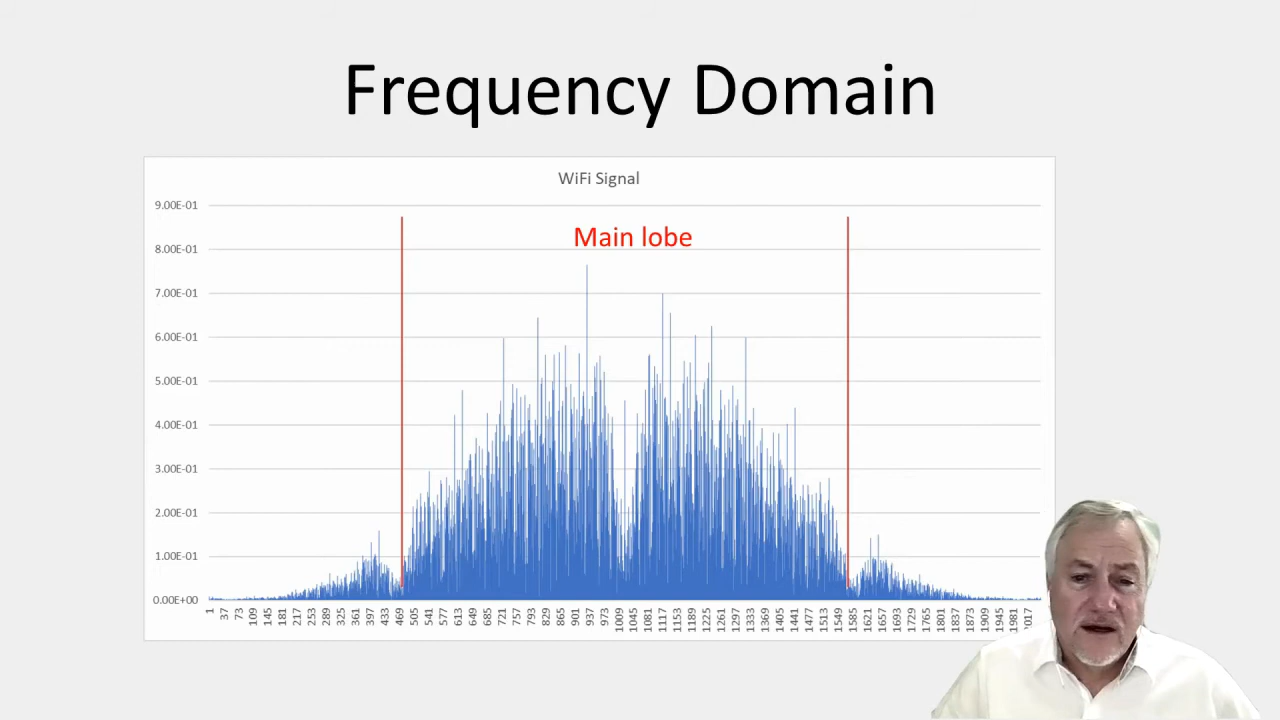 Frequency Domain
WiFi Signal
9.00E-01
Main lobe
8.00E-01
7.00E-01
6.00E-01
5.00E-01
4.00E-01
3.00E-01
2.00E-01
1.00E-01
0.00E+00
1 37 73 109 145 181 217 253 289 325 361 397 433 469 505 541 577 613 649 685 721 757 793 829 865 901 937 973 1009 1045 1081 1117 1153 1189 1225 1261 1297 1333 1369 1405 1441 1477 1513 1549 1585 1621 1657 1693 1729 1765 1801 1837 1873 1909 1945 1981 2017